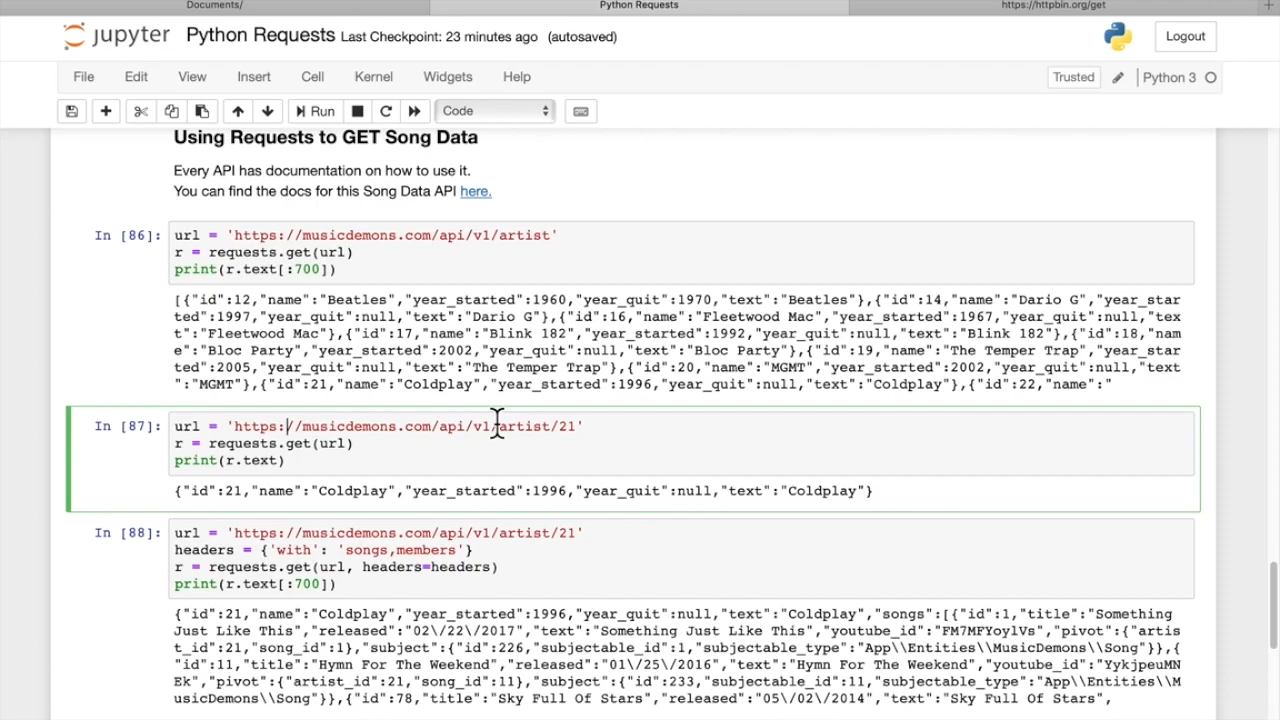 Documents/
Python Requests
https://httpbin.org/get
jupyter Python Requests Last Checkpoint: 23 minutes ago (autosaved)
Logout
File Edit View Insert Cell Kernel Widgets Help
Trusted
Python 3
Run
Code
Using Requests to GET Song Data
Every API has documentation on how to use it.
You can find the docs for this Song Data API here.
In [86]: url = 'https://musicdemons.com/api/v1/artist'
r = requests.get(url)
print(r.text[:700])
[{"id":12,"name":"Beatles","year_started":1960,"year_quit":1970,"text":"Beatles"},{"id":14,"name":"Dario G","year_star
ted":1997,"year_quit":null,"text":"Dario G"},{"id":16,"name":"Fleetwood Mac","year_started":1967,"year_quit":null,"tex
t":"Fleetwood Mac"},{"id":17,"name":"Blink 182","year_started":1992,"year_quit":null,"text":"Blink 182"},{"id":18,"nam
e":"Bloc Party","year_started":2002,"year_quit":null,"text":"Bloc Party"},{"id":19,"name":"The Temper Trap","year_star
ted":2005,"year_quit":null,"text":"The Temper Trap"},{"id":20,"name":"MGMT","year_started":2002,"year_quit":null,"text
":"MGMT"},{"id":21,"name":"Coldplay","year_started":1996,"year_quit":null,"text":"Coldplay"},{"id":22,"name":"
In [87]: url = 'https://musicdemons.com/api/v1/artist/21'
r = requests.get(url)
print(r.text)
{"id":21,"name":"Coldplay","year_started":1996,"year_quit":null,"text":"Coldplay"}
In [88]: url = 'https://musicdemons.com/api/v1/artist/21'
headers = {'with': 'songs,members'}
r = requests.get(url, headers=headers)
print(r.text[:700])
{"id":21,"name":"Coldplay","year_started":1996,"year_quit":null,"text":"Coldplay","songs":[{"id":1,"title":"Something
Just Like This","released":"02\/22\/2017","text":"Something Just Like This","youtube_id":"FM7MFYoylVs","pivot":{"artis
t_id":21,"song_id":1},"subject":{"id":226,"subjectable_id":1,"subjectable_type":"App\\Entities\\MusicDemons\\Song"}},{
"id":11,"title":"Hymn For The Weekend","released":"01\/25\/2016","text":"Hymn For The Weekend","youtube_id":"YykjpeuMN
Ek","pivot":{"artist_id":21,"song_id":11},"subject":{"id":233,"subjectable_id":11,"subjectable_type":"App\\Entities\\M
usicDemons\\Song"}},{"id":78,"title":"Sky Full Of Stars","released":"05\/02\/2014","text":"Sky Full Of Stars",